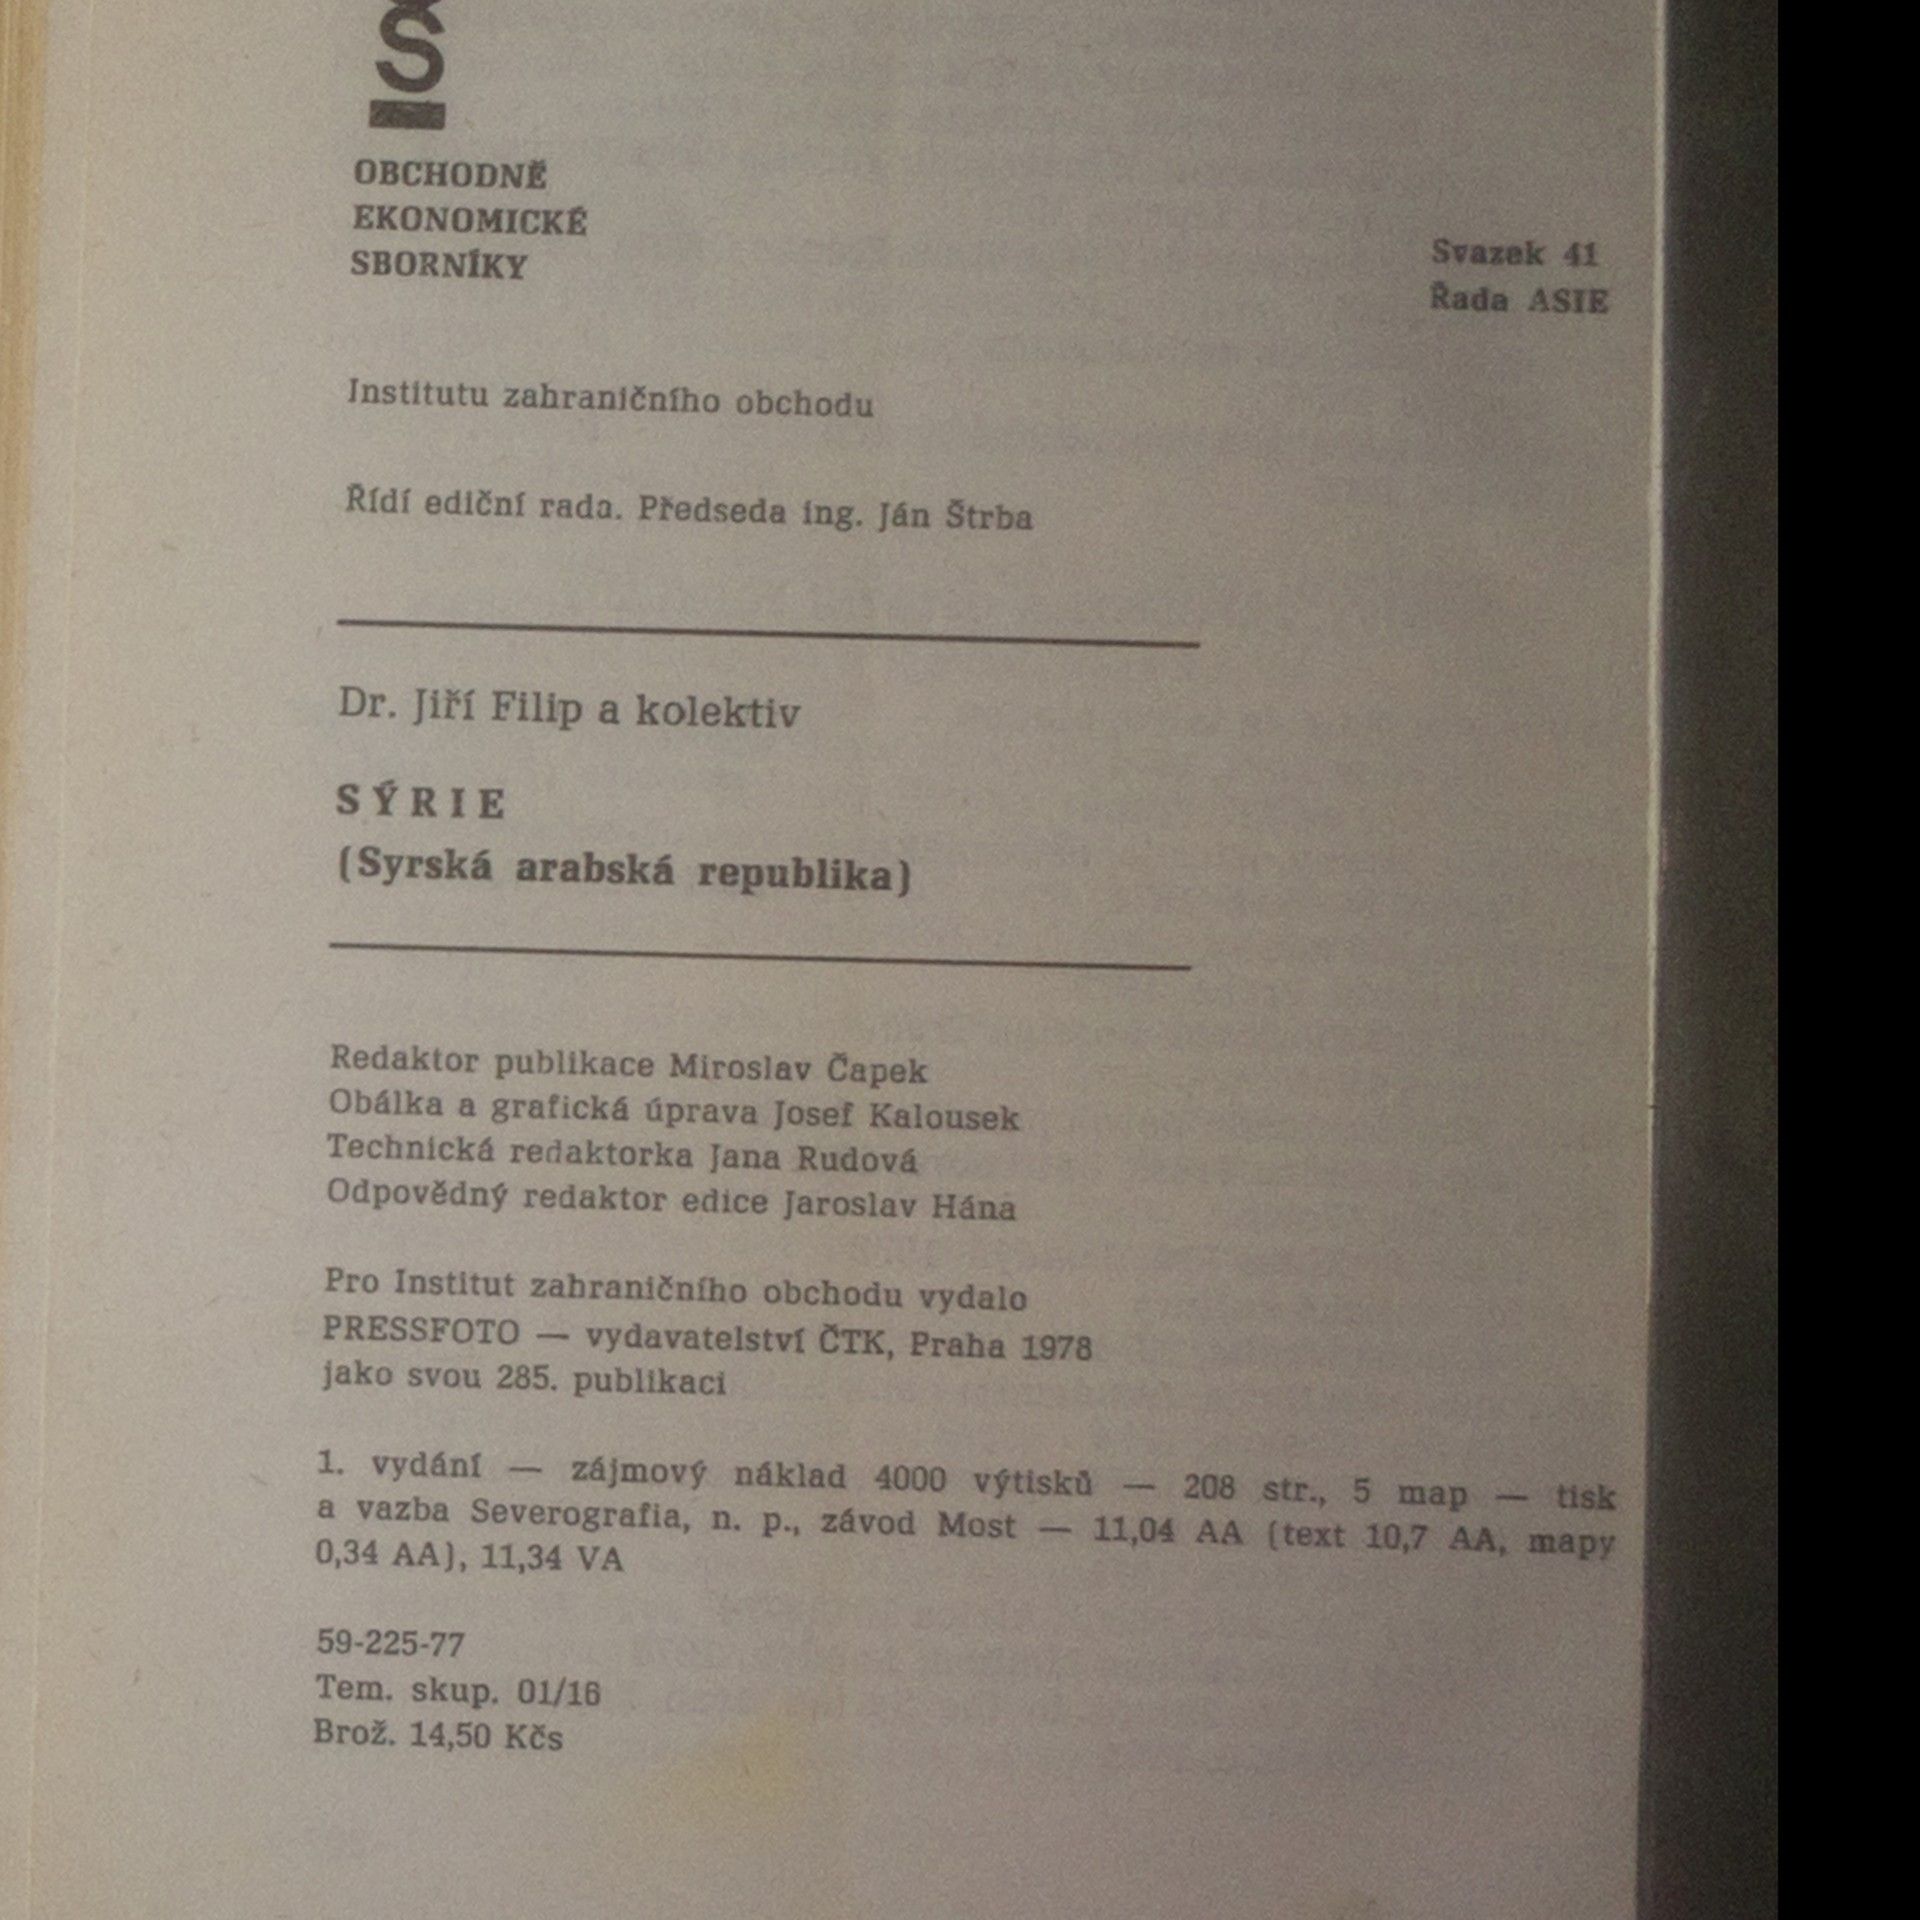 S
OBCHODNĚ
EKONOMICKÉ
SBORNÍKY
Svazek 41
Řada ASIE
Institutu zahraničního obchodu
Řídí ediční rada. Předseda ing. Ján Štrba
Dr. Jiří Filip a kolektiv
SÝRIE
(Syrská arabská republika)
Redaktor publikace Miroslav Čapek
Obálka a grafická úprava Josef Kalousek
Technická redaktorka Jana Rudová
Odpovědný redaktor edice Jaroslav Hána
Pro Institut zahraničního obchodu vydalo
PRESSFOTO — vydavatelství ČTK, Praha 1978
jako svou 285. publikaci
1. vydání — zájmový náklad 4000 výtisků — 208 str., 5 map — tisk
a vazba Severografia, n. p., závod Most — 11,04 AA (text 10,7 AA, mapy
0,34 AA), 11,34 VA
59-225-77
Tem. skup. 01/16
Brož. 14,50 Kčs